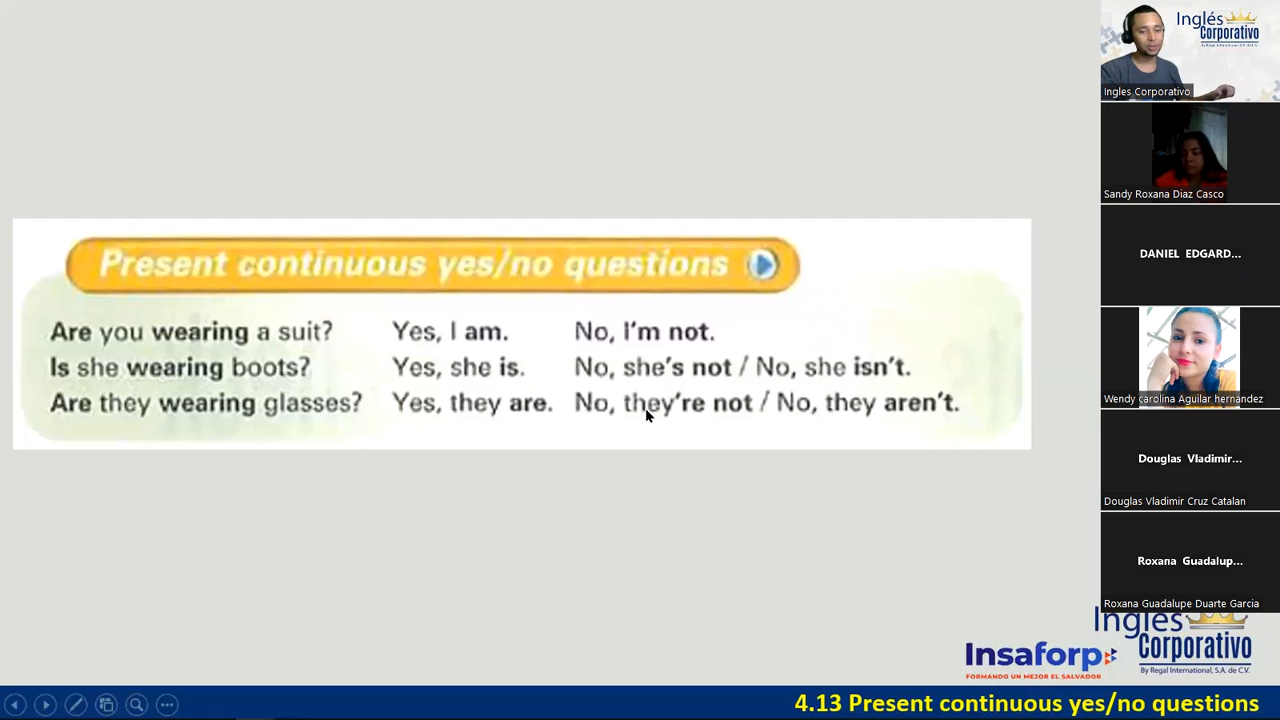 Present continuous yes/no questions
Are you wearing a suit? Yes, I am. No, I'm not.
Is she wearing boots? Yes, she is. No, she's not / No, she isn't.
Are they wearing glasses? Yes, they are. No, they're not / No, they aren't.
Inglés
Corporativo
By Regal International, S.A. de C.V.
Ingles Corporativo
Sandy Roxana Diaz Casco
DANIEL EDGARD...
Wendy carolina Aguilar hernandez
Douglas Vladimir...
Douglas Vladimir Cruz Catalan
Roxana Guadalup...
Roxana Guadalupe Duarte Garcia
Insaforp
FORMANDO UN MEJOR EL SALVADOR
Inglés
Corporativo
By Regal International, S.A. de C.V.
4.13 Present continuous yes/no questions